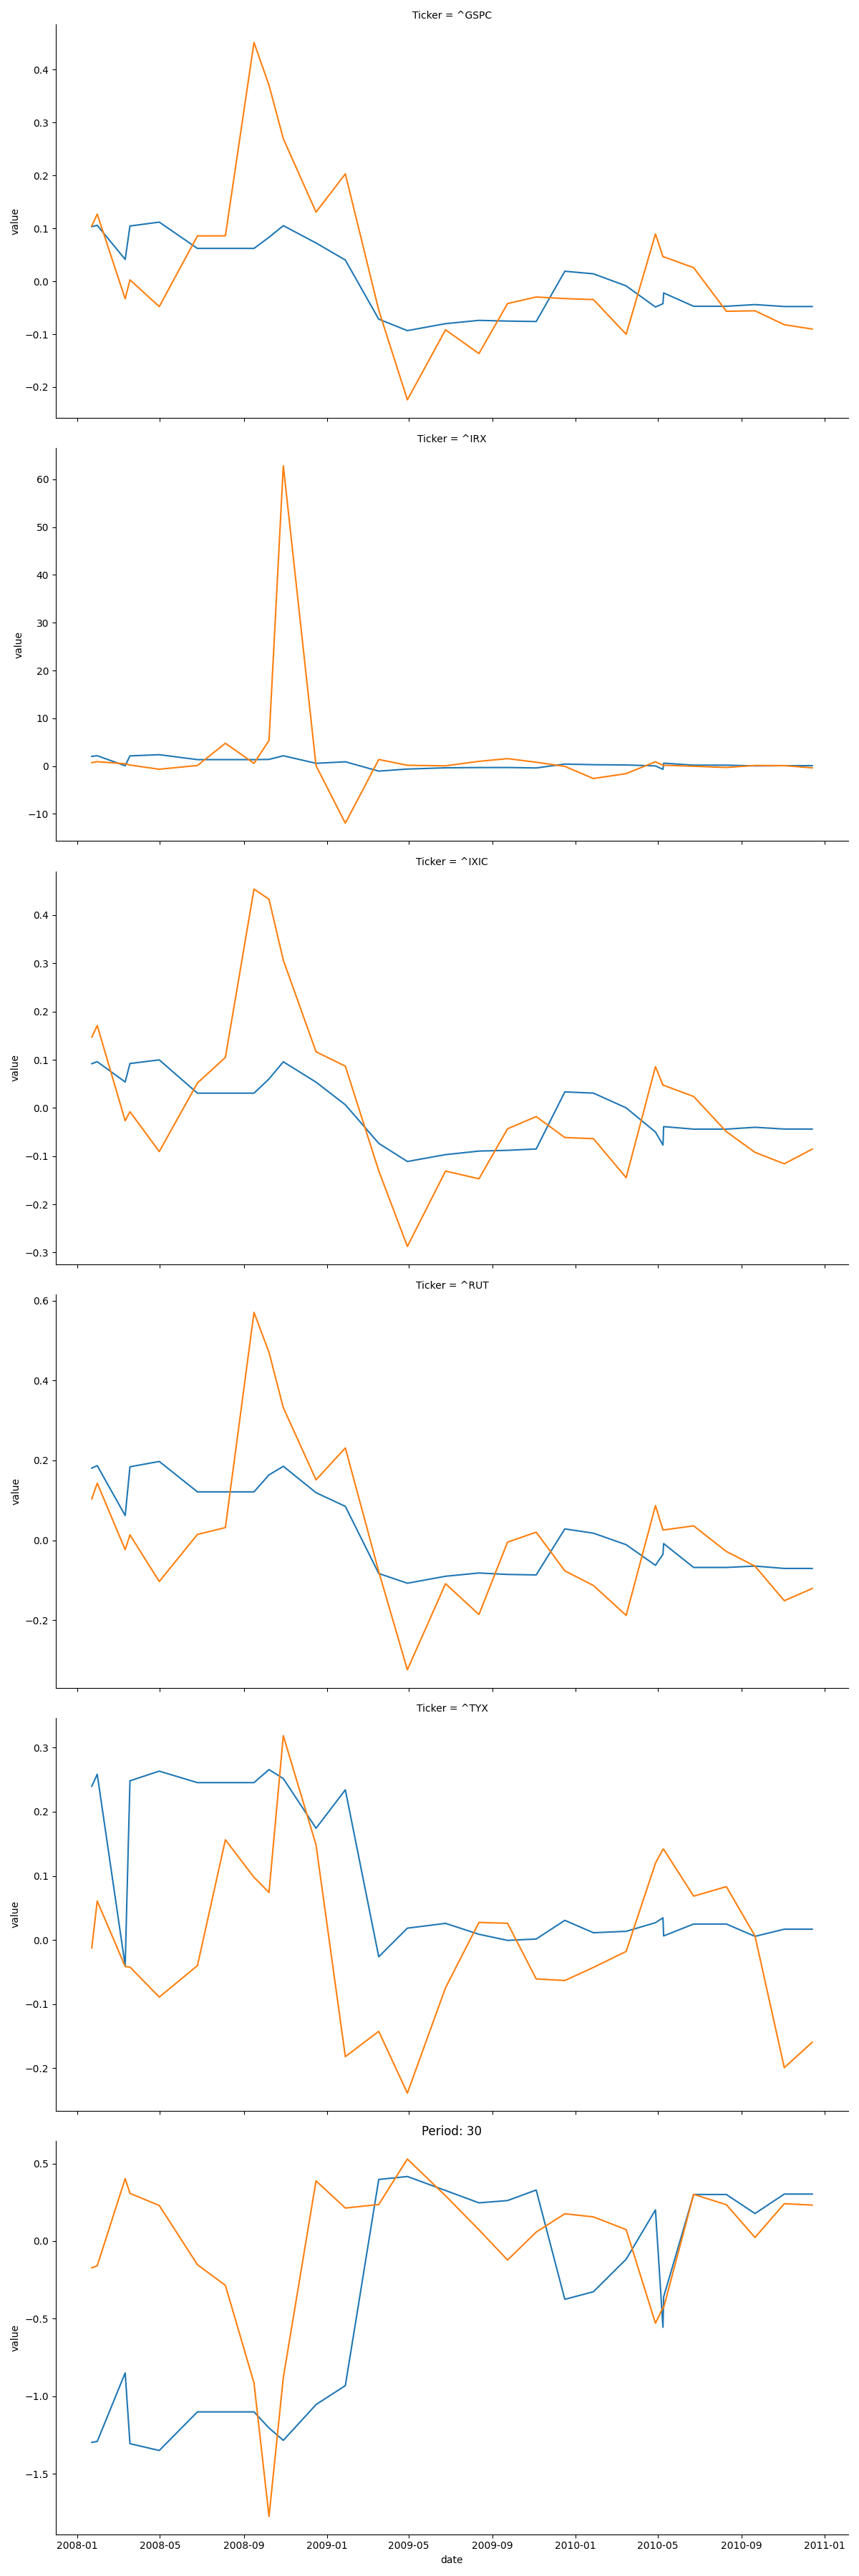 Ticker = ^GSPC
0.4
0.3
0.2
0.1
0.0
−0.1
−0.2
value
Ticker = ^IRX
60
50
40
30
20
10
0
−10
value
Ticker = ^IXIC
0.4
0.3
0.2
0.1
0.0
−0.1
−0.2
−0.3
value
Ticker = ^RUT
0.6
0.4
0.2
0.0
−0.2
value
Ticker = ^TYX
0.3
0.2
0.1
0.0
−0.1
−0.2
value
Period: 30
0.5
0.0
−0.5
−1.0
−1.5
value
2008-01 2008-05 2008-09 2009-01 2009-05 2009-09 2010-01 2010-05 2010-09 2011-01
date